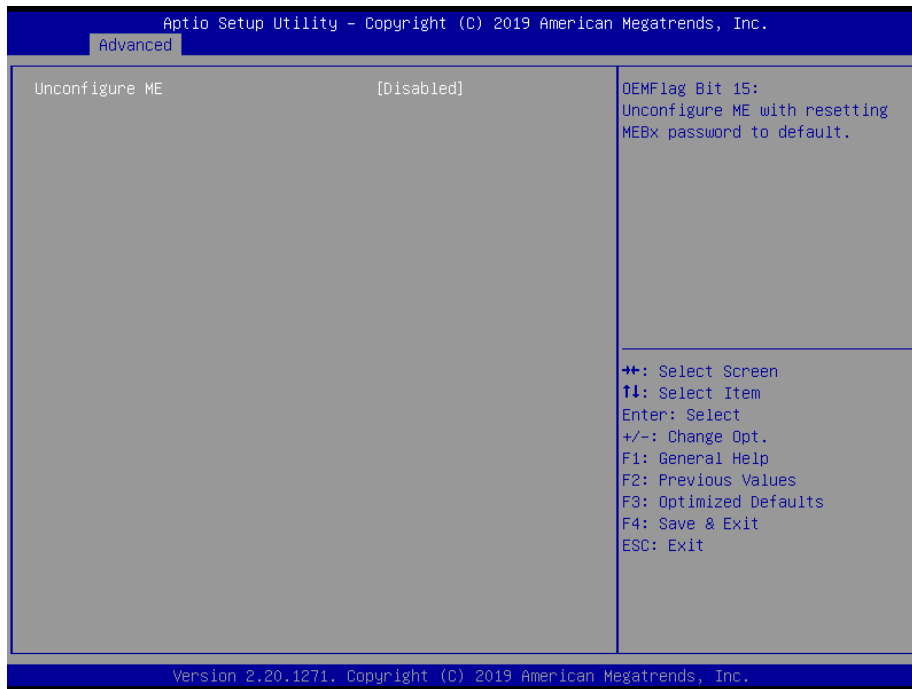 Aptio Setup Utility – Copyright (C) 2019 American Megatrends, Inc.
Advanced
Unconfigure ME [Disabled]
OEMFlag Bit 15:
Unconfigure ME with resetting
MEBx password to default.
→←: Select Screen
↑↓: Select Item
Enter: Select
+/-: Change Opt.
F1: General Help
F2: Previous Values
F3: Optimized Defaults
F4: Save & Exit
ESC: Exit
Version 2.20.1271. Copyright (C) 2019 American Megatrends, Inc.